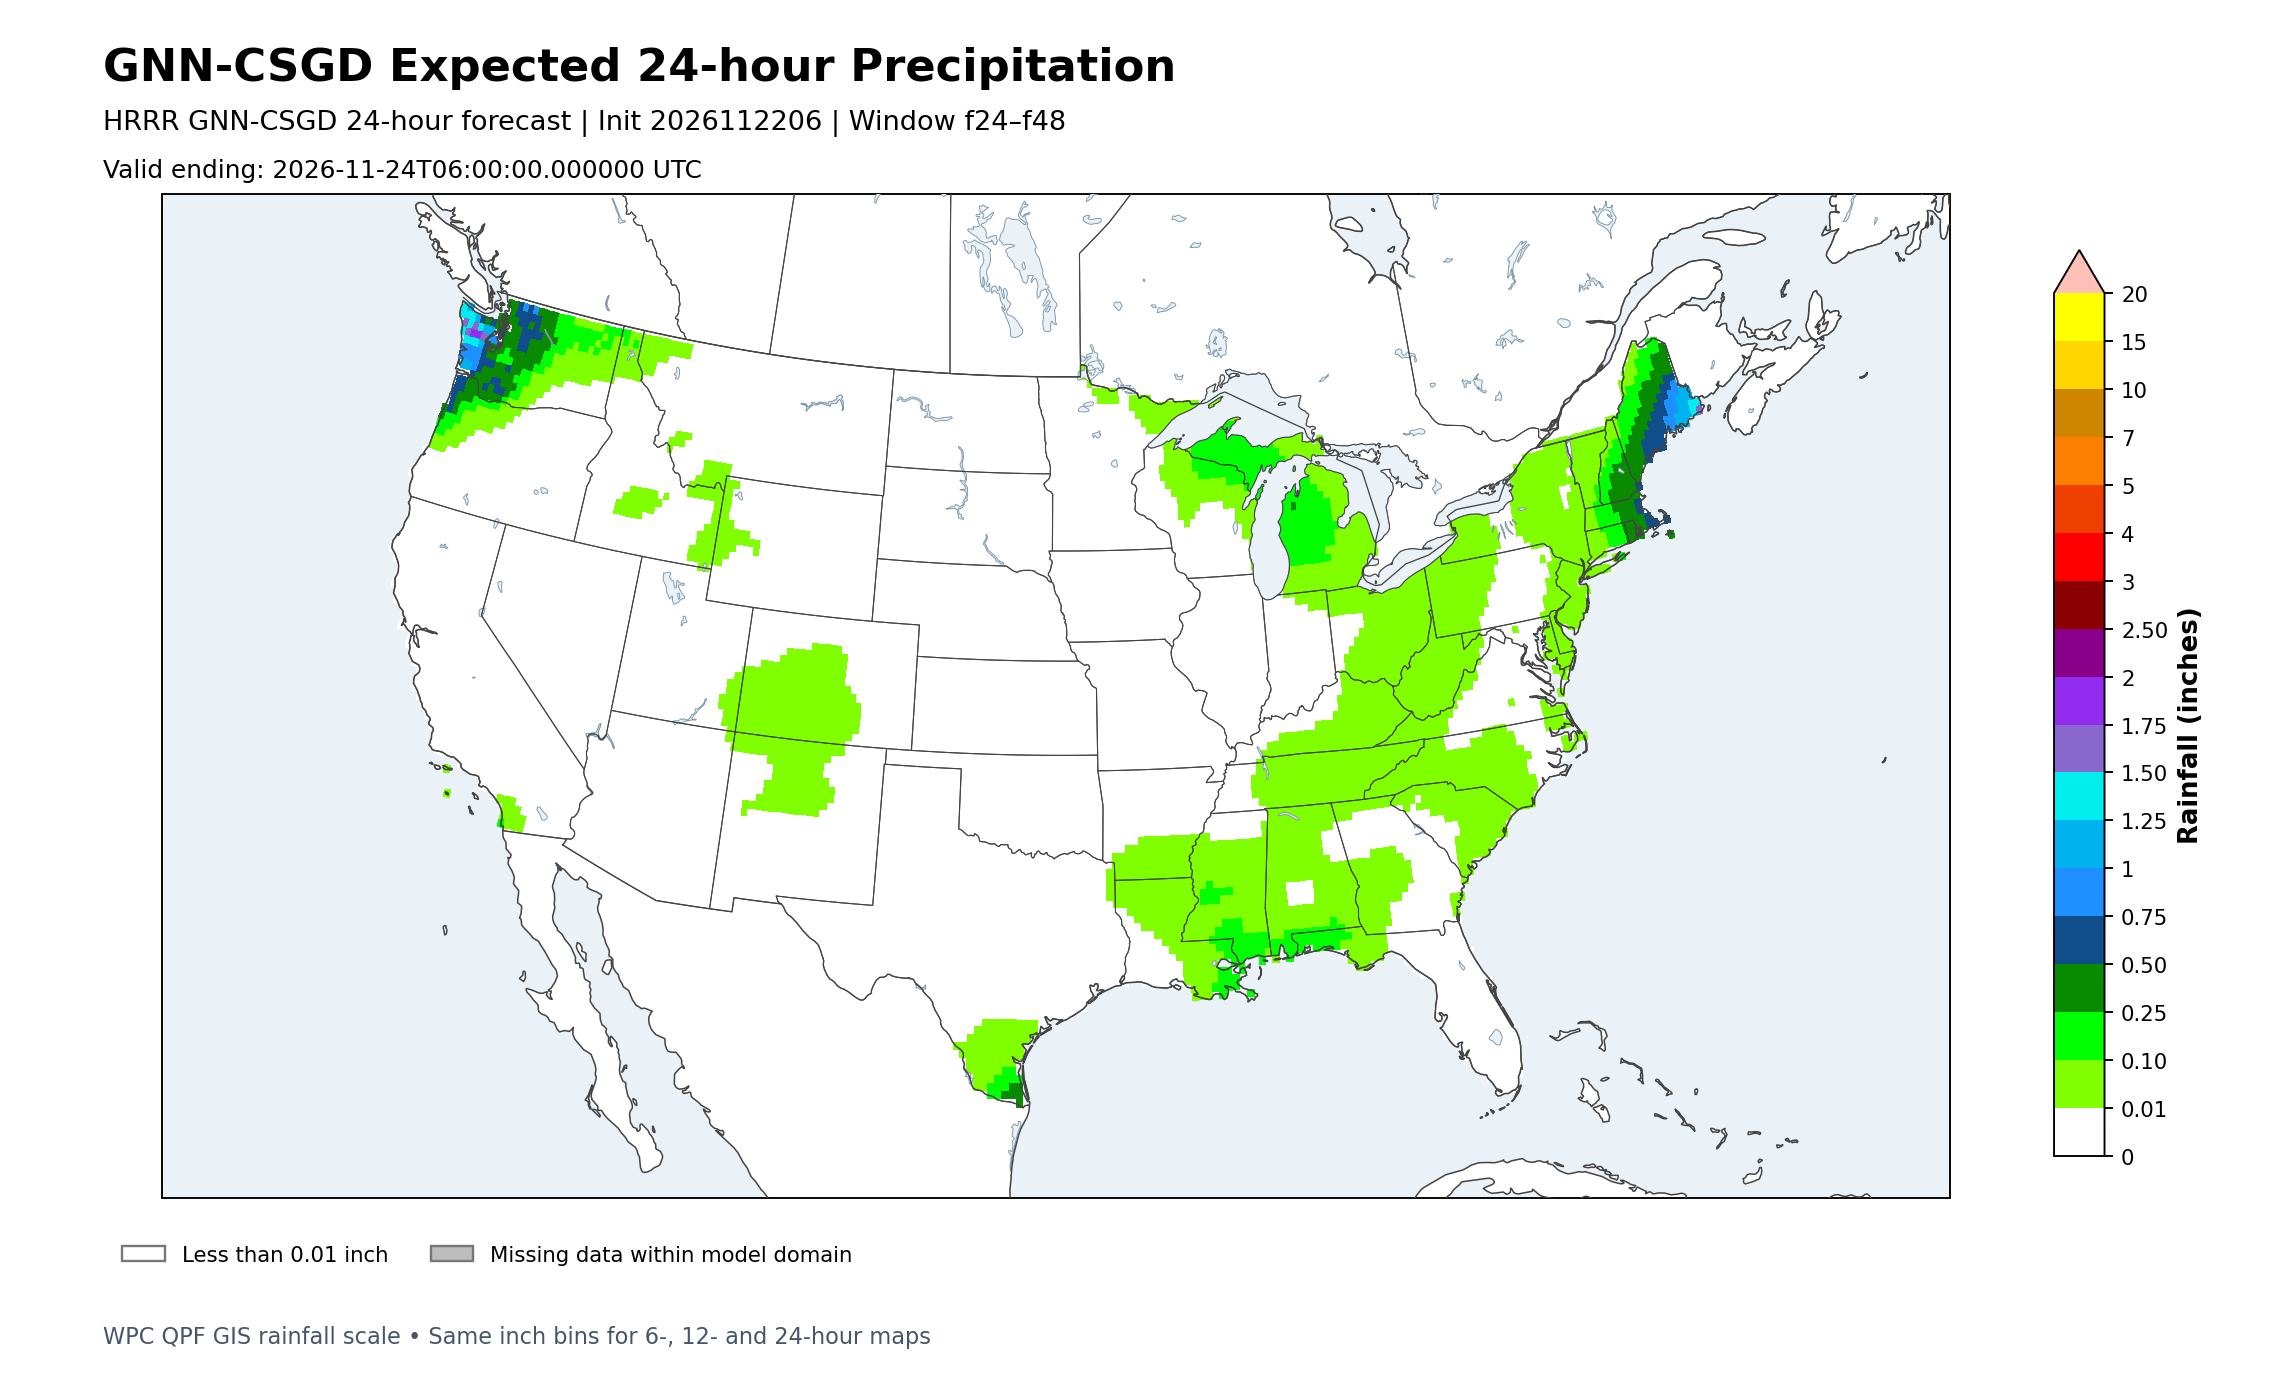 GNN-CSGD Expected 24-hour Precipitation
HRRR GNN-CSGD 24-hour forecast | Init 2026112206 | Window f24–f48
Valid ending: 2026-11-24T06:00:00.000000 UTC
20
15
10
7
5
4
3
2.50
2
1.75
1.50
1.25
1
0.75
0.50
0.25
0.10
0.01
0
Rainfall (inches)
Less than 0.01 inch
Missing data within model domain
WPC QPF GIS rainfall scale • Same inch bins for 6-, 12- and 24-hour maps